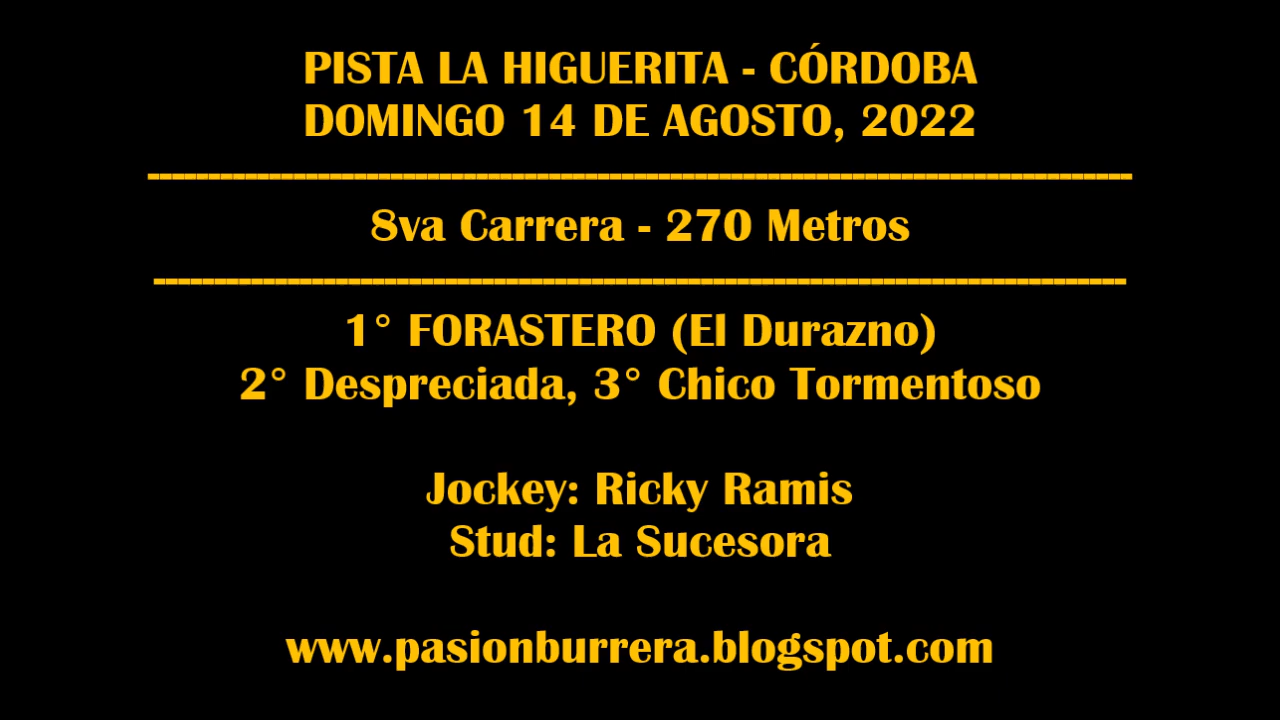 PISTA LA HIGUERITA - CÓRDOBA
DOMINGO 14 DE AGOSTO, 2022
--------------------------------------------------------------------------------
8va Carrera - 270 Metros
-------------------------------------------------------------------------------
1° FORASTERO (El Durazno)
2° Despreciada, 3° Chico Tormentoso
Jockey: Ricky Ramis
Stud: La Sucesora
www.pasionburrera.blogspot.com